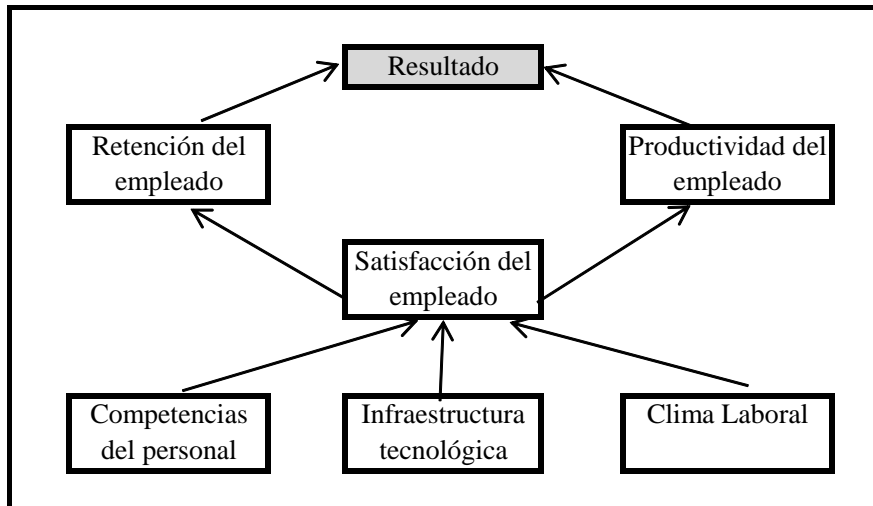 Resultado
Retención del
empleado
Productividad del
empleado
Satisfacción del
empleado
Competencias
del personal
Infraestructura
tecnológica
Clima Laboral